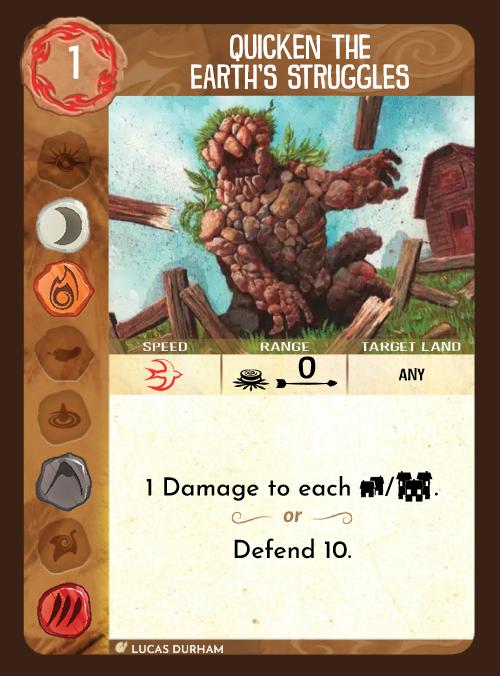 1
QUICKEN THE
EARTH'S STRUGGLES
SPEED RANGE TARGET LAND
0 ANY
1 Damage to each / .
or
Defend 10.
LUCAS DURHAM